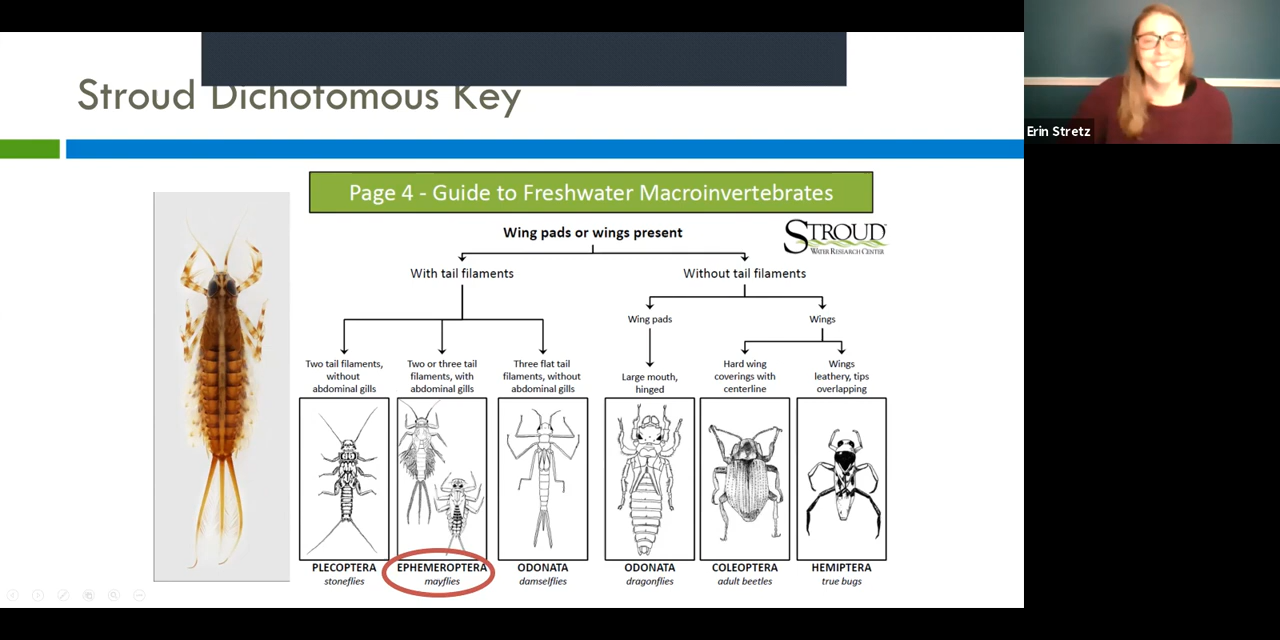 Stroud Dichotomous Key
Erin Stretz
Page 4 - Guide to Freshwater Macroinvertebrates
Wing pads or wings present
STROUD™
WATER RESEARCH CENTER
With tail filaments
Without tail filaments
Wing pads
Wings
Two tail filaments,
without
abdominal gills
Two or three tail
filaments, with
abdominal gills
Three flat tail
filaments, without
abdominal gills
Large mouth,
hinged
Hard wing
coverings with
centerline
Wings
leathery, tips
overlapping
PLECOPTERA
stoneflies
EPHEMEROPTERA
mayflies
ODONATA
damselflies
ODONATA
dragonflies
COLEOPTERA
adult beetles
HEMIPTERA
true bugs